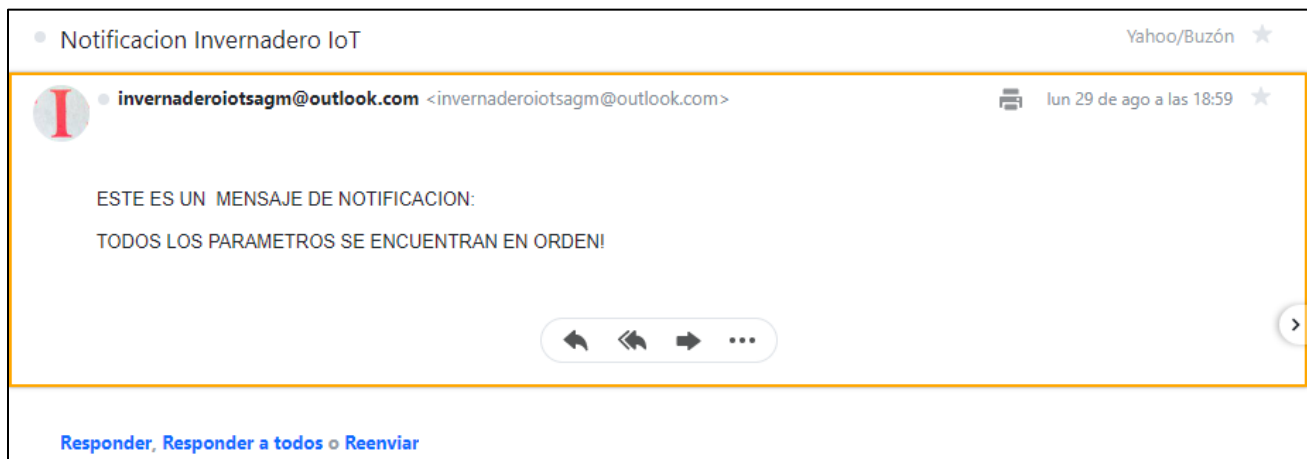 Notificacion Invernadero IoT
Yahoo/Buzón
I
invernaderoiotsagm@outlook.com <invernaderoiotsagm@outlook.com>
lun 29 de ago a las 18:59
ESTE ES UN  MENSAJE DE NOTIFICACION:
TODOS LOS PARAMETROS SE ENCUENTRAN EN ORDEN!
Responder, Responder a todos o Reenviar